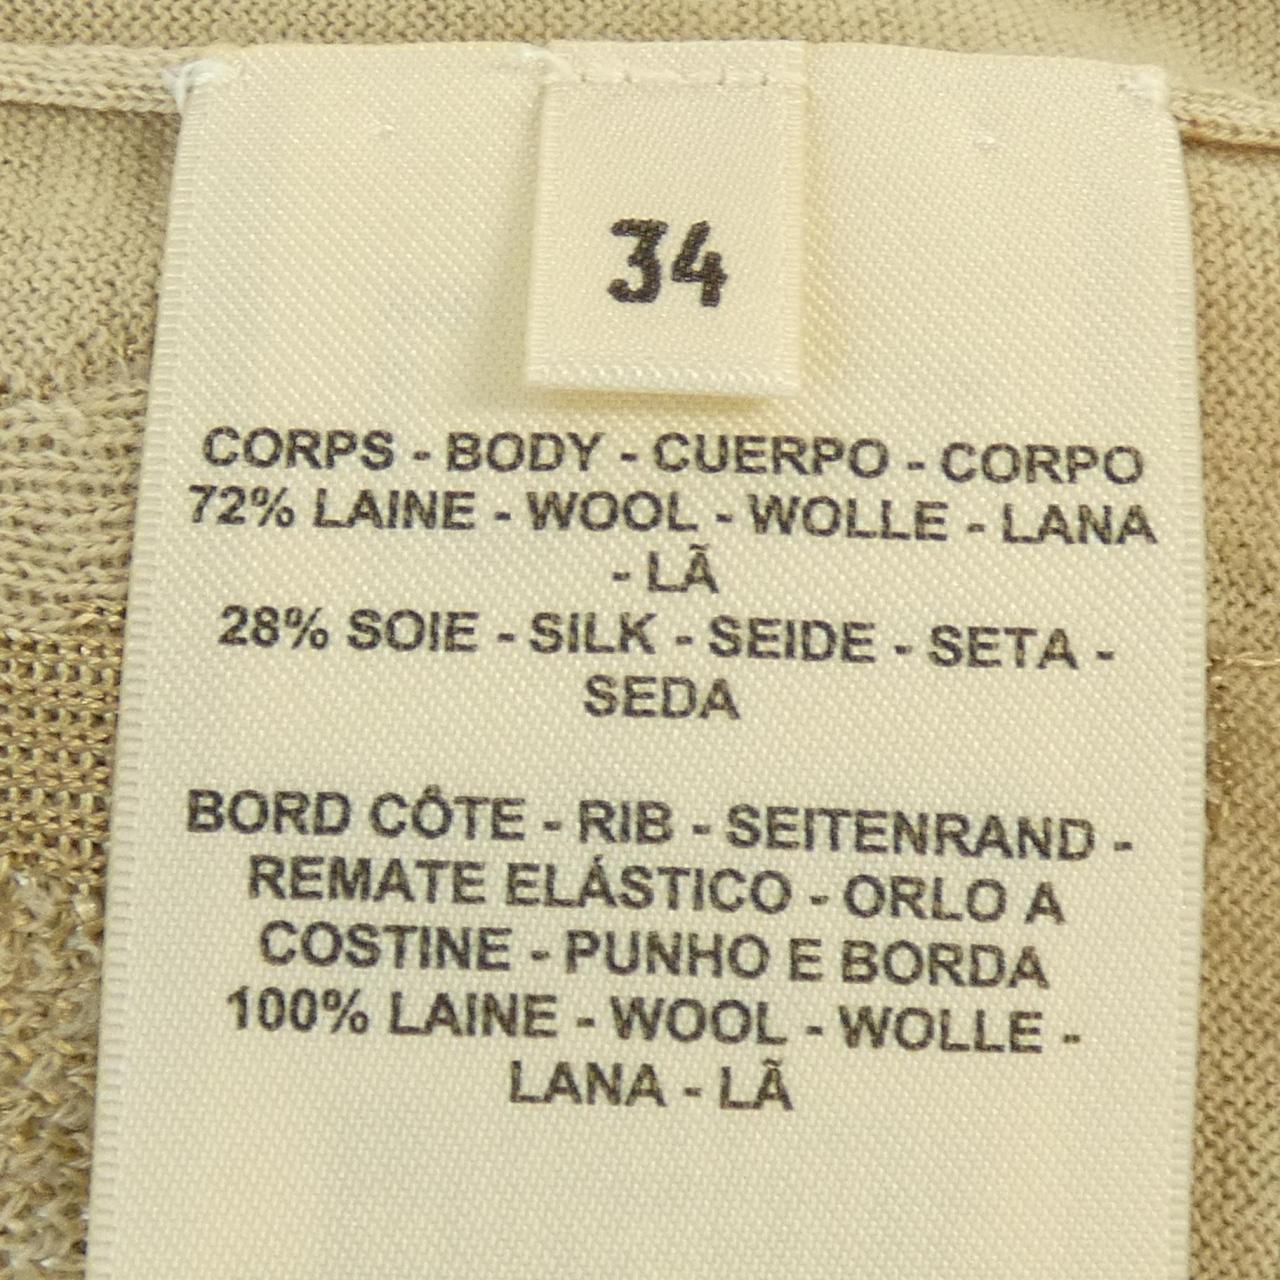 34
CORPS - BODY - CUERPO - CORPO
72% LAINE - WOOL - WOLLE - LANA
- LÃ
28% SOIE - SILK - SEIDE - SETA -
SEDA
BORD CÔTE - RIB - SEITENRAND -
REMATE ELÁSTICO - ORLO A
COSTINE - PUNHO E BORDA
100% LAINE - WOOL - WOLLE -
LANA - LÃ